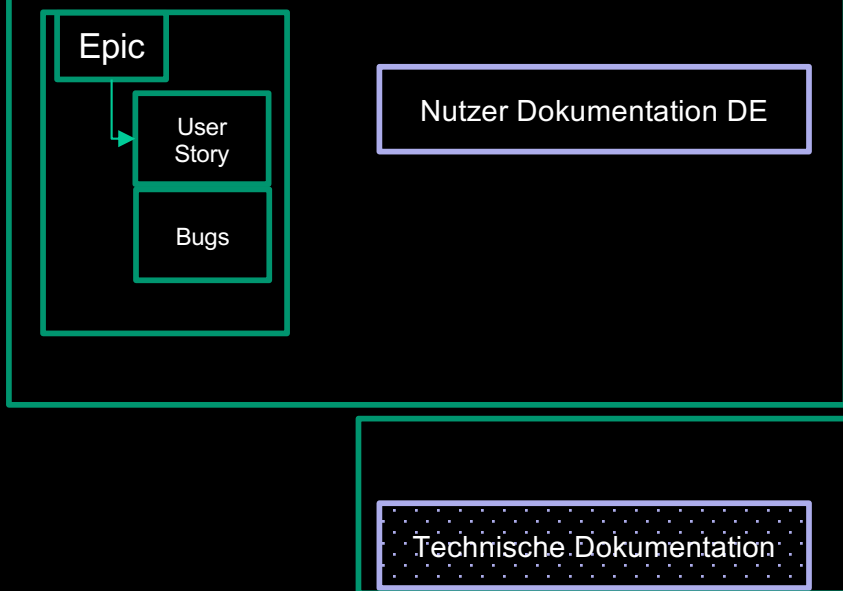 Epic
User
Story
Bugs
Nutzer Dokumentation DE
Technische Dokumentation